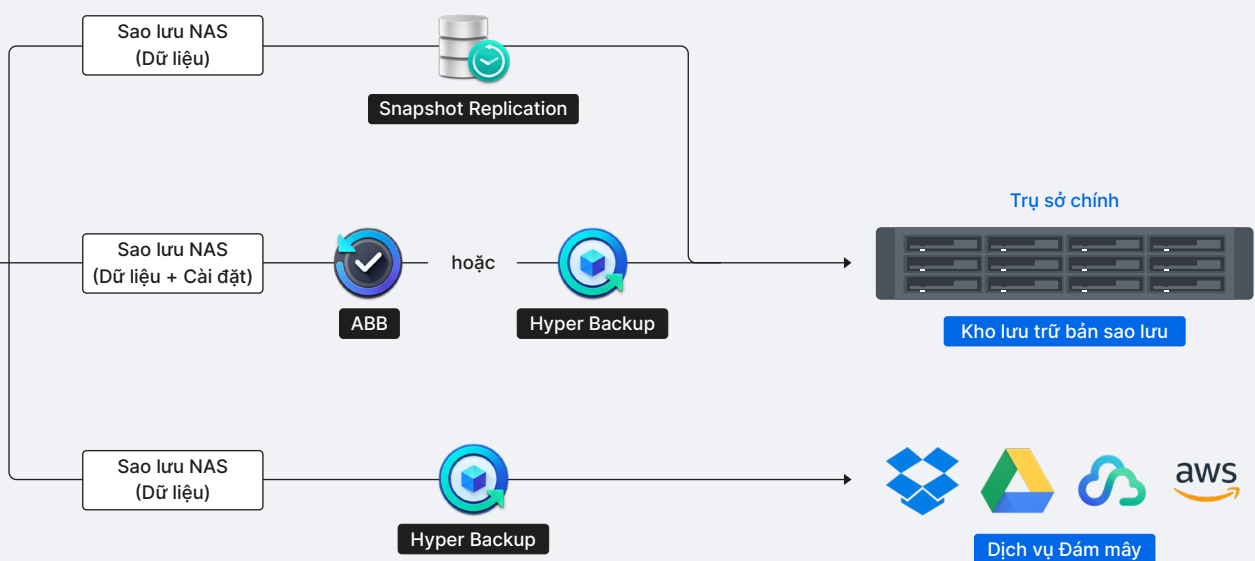 Sao lưu NAS
(Dữ liệu)
Snapshot Replication
Trụ sở chính
Sao lưu NAS
(Dữ liệu + Cài đặt)
ABB
hoặc
Hyper Backup
Kho lưu trữ bản sao lưu
Sao lưu NAS
(Dữ liệu)
Hyper Backup
aws
Dịch vụ Đám mây